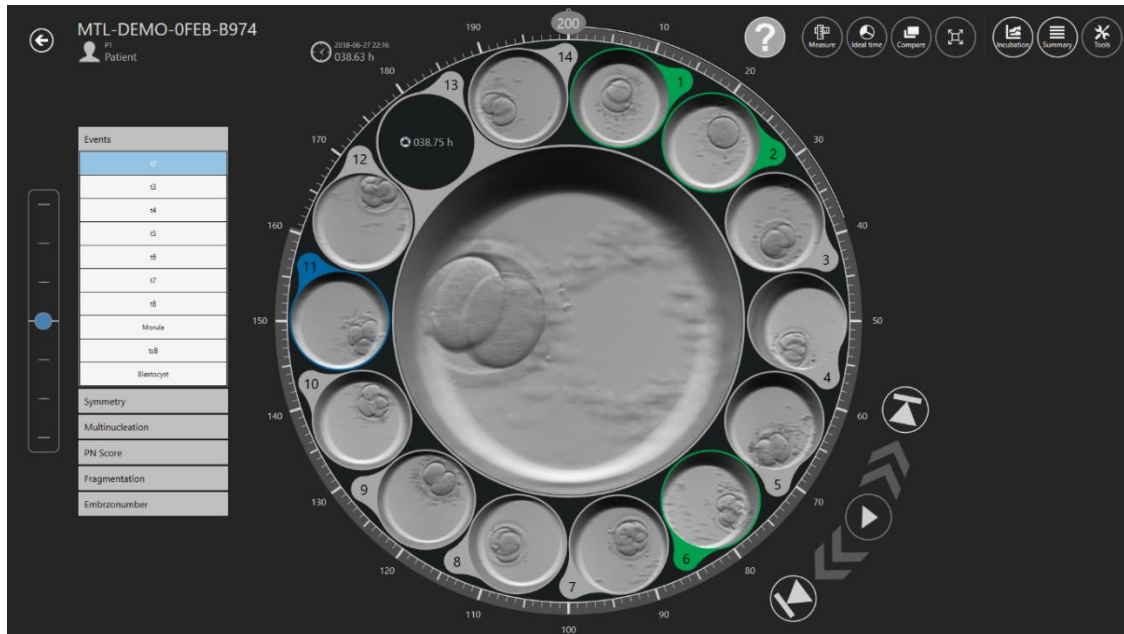 MTL-DEMO-0FEB-B974
P1
Patient
2018-06-27 22:16
038.63 h
?
Measure
Ideal time
Compare
Incubation
Summary
Tools
Events
t2
t3
t4
t5
t6
t7
t8
Morula
tsB
Blastocyst
Symmetry
Multinucleation
PN Score
Fragmentation
Embrzonumber
200
10
20
30
40
50
60
70
80
90
100
110
120
130
140
150
160
170
180
190
1
2
3
4
5
6
7
8
9
10
11
12
13
14
038.75 h